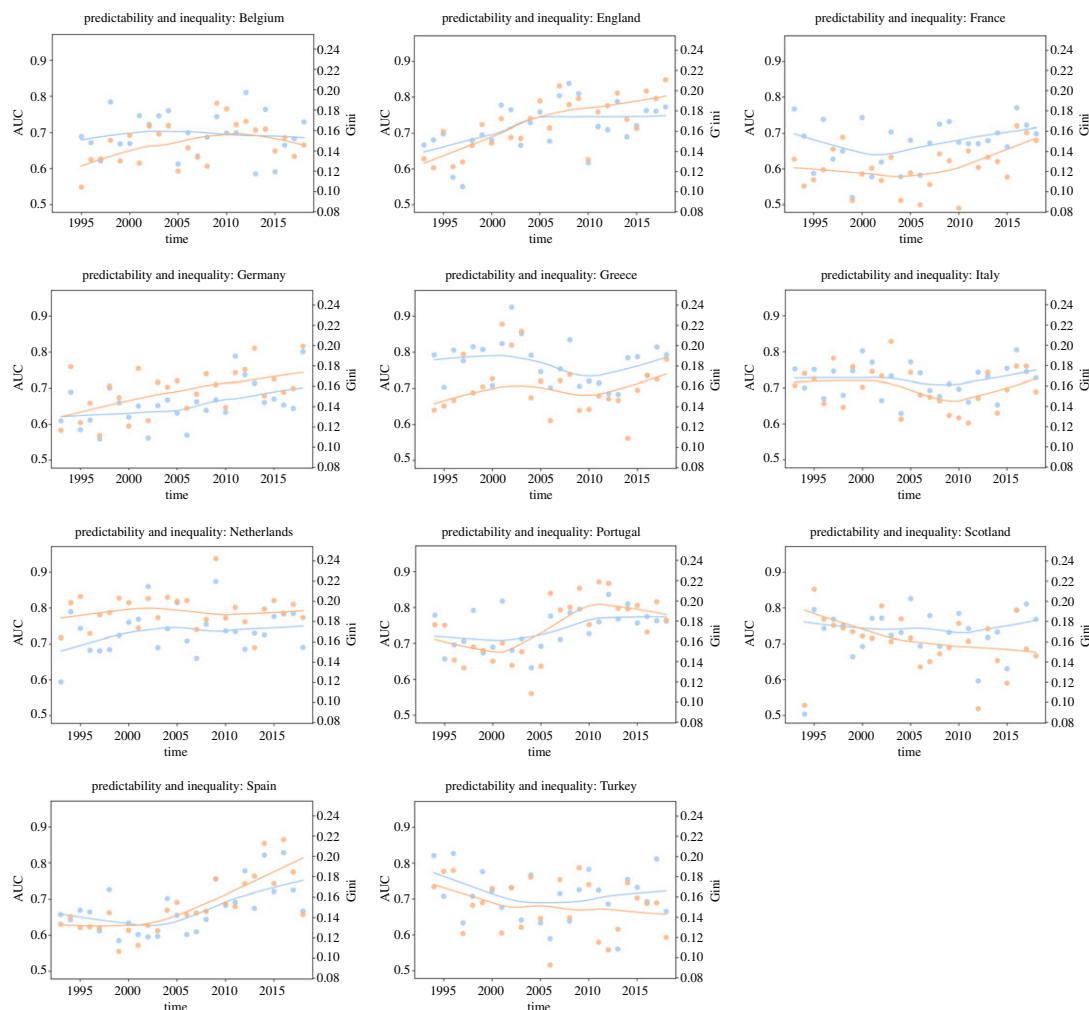 predictability and inequality: Belgium
0.9
0.8
0.7
0.6
0.5
AUC
0.24
0.22
0.20
0.18
0.16
0.14
0.12
0.10
0.08
Gini
1995 2000 2005 2010 2015
time
predictability and inequality: England
0.9
0.8
0.7
0.6
0.5
AUC
0.24
0.22
0.20
0.18
0.16
0.14
0.12
0.10
0.08
G'ini
1995 2000 2005 2010 2015
time
predictability and inequality: France
0.9
0.8
0.7
0.6
0.5
AUC
0.24
0.22
0.20
0.18
0.16
0.14
0.12
0.10
0.08
Gini
1995 2000 2005 2010 2015
time
predictability and inequality: Germany
0.9
0.8
0.7
0.6
0.5
AUC
0.24
0.22
0.20
0.18
0.16
0.14
0.12
0.10
0.08
Gini
1995 2000 2005 2010 2015
time
predictability and inequality: Greece
0.9
0.8
0.7
0.6
0.5
AUC
0.24
0.22
0.20
0.18
0.16
0.14
0.12
0.10
0.08
Gini
1995 2000 2005 2010 2015
time
predictability and inequality: Italy
0.9
0.8
0.7
0.6
0.5
AUC
0.24
0.22
0.20
0.18
0.16
0.14
0.12
0.10
0.08
Gini
1995 2000 2005 2010 2015
time
predictability and inequality: Netherlands
0.9
0.8
0.7
0.6
0.5
AUC
0.24
0.22
0.20
0.18
0.16
0.14
0.12
0.10
0.08
Gini
1995 2000 2005 2010 2015
time
predictability and inequality: Portugal
0.9
0.8
0.7
0.6
0.5
AUC
0.24
0.22
0.20
0.18
0.16
0.14
0.12
0.10
0.08
Gini
1995 2000 2005 2010 2015
time
predictability and inequality: Scotland
0.9
0.8
0.7
0.6
0.5
AUC
0.24
0.22
0.20
0.18
0.16
0.14
0.12
0.10
0.08
Gini
1995 2000 2005 2010 2015
time
predictability and inequality: Spain
0.9
0.8
0.7
0.6
0.5
AUC
0.24
0.22
0.20
0.18
0.16
0.14
0.12
0.10
0.08
Gini
1995 2000 2005 2010 2015
time
predictability and inequality: Turkey
0.9
0.8
0.7
0.6
0.5
AUC
0.24
0.22
0.20
0.18
0.16
0.14
0.12
0.10
0.08
Gini
1995 2000 2005 2010 2015
time